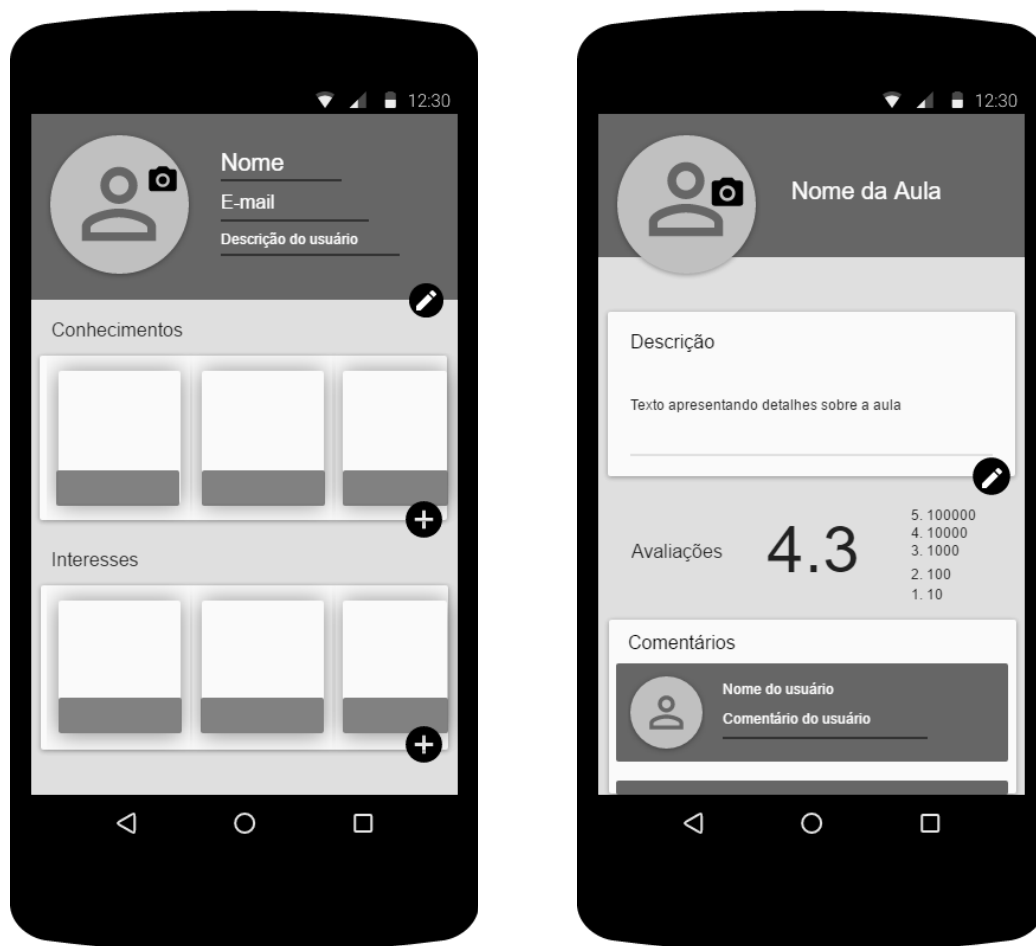 12:30
Nome
E-mail
Descrição do usuário
Conhecimentos
Interesses
12:30
Nome da Aula
Descrição
Texto apresentando detalhes sobre a aula
Avaliações
4.3
5. 100000
4. 10000
3. 1000
2. 100
1. 10
Comentários
Nome do usuário
Comentário do usuário